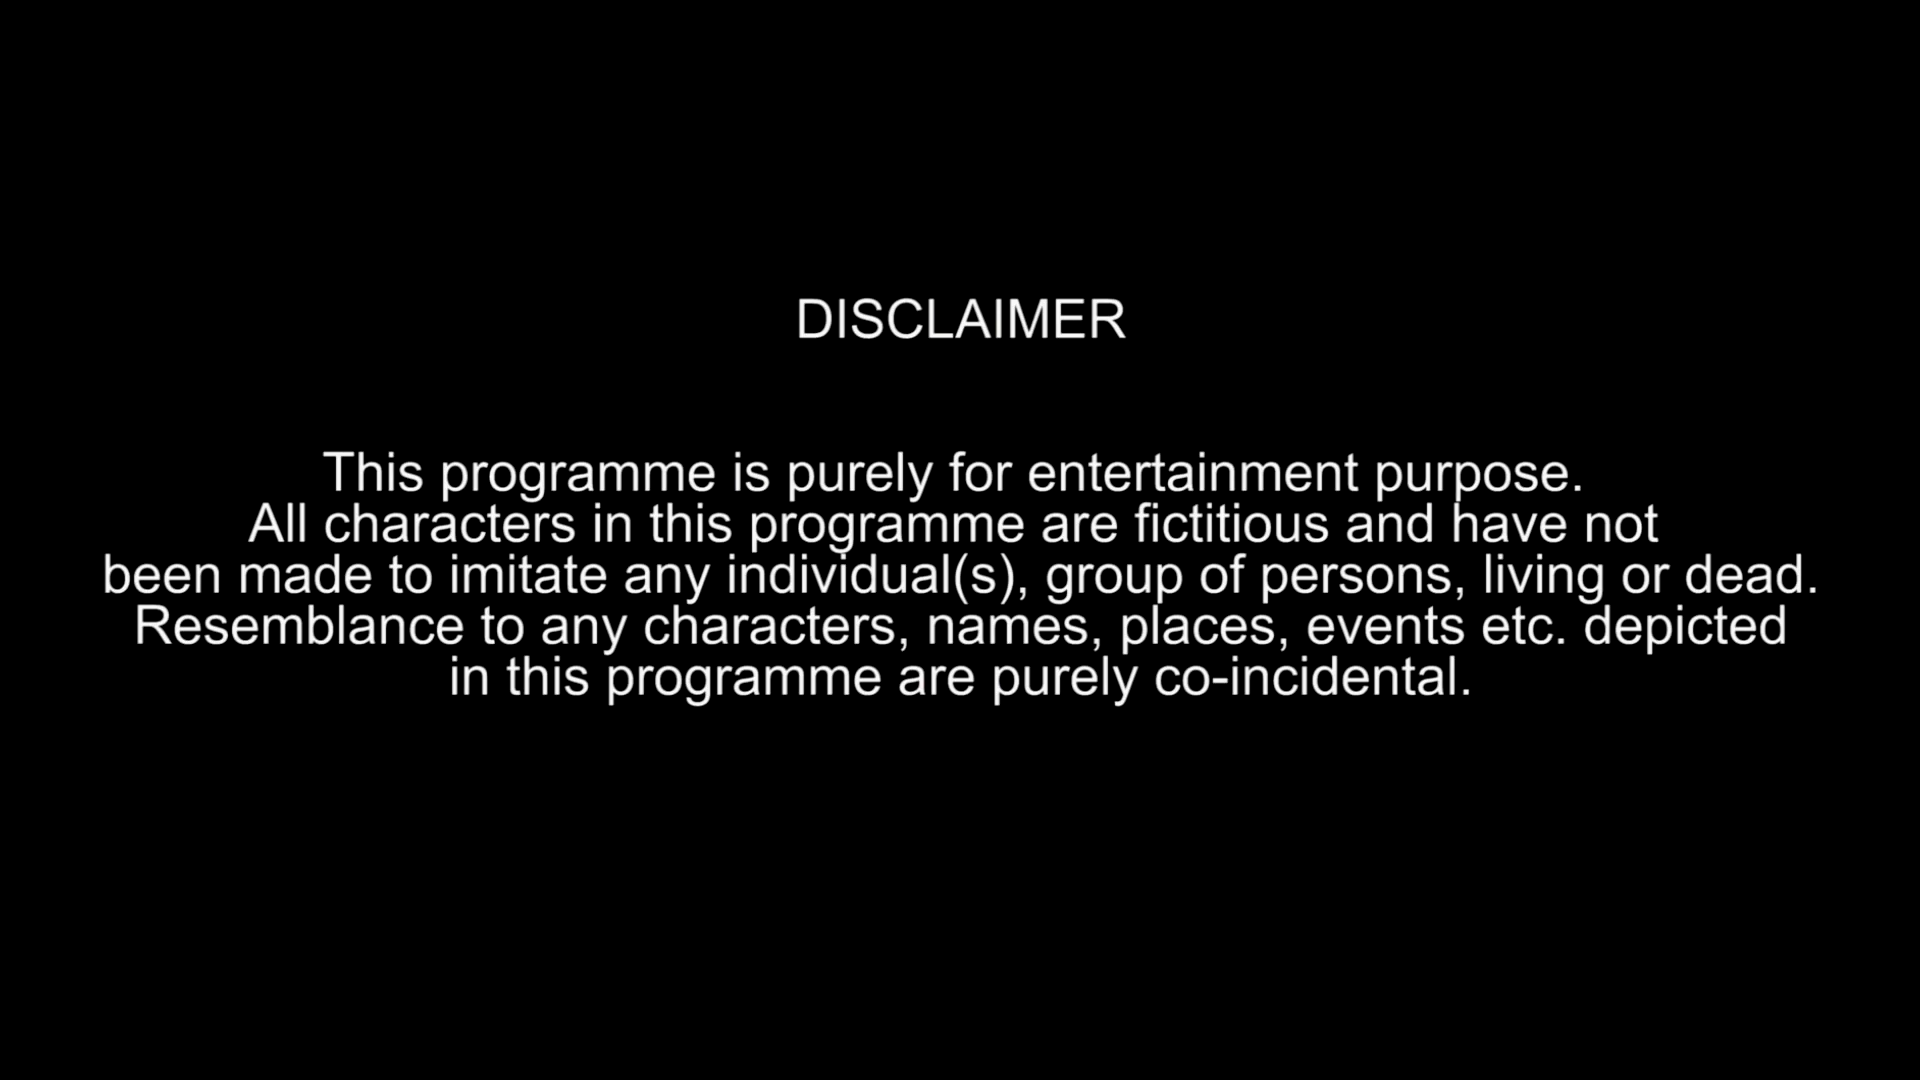 DISCLAIMER
This programme is purely for entertainment purpose.
All characters in this programme are fictitious and have not
been made to imitate any individual(s), group of persons, living or dead.
Resemblance to any characters, names, places, events etc. depicted
in this programme are purely co-incidental.